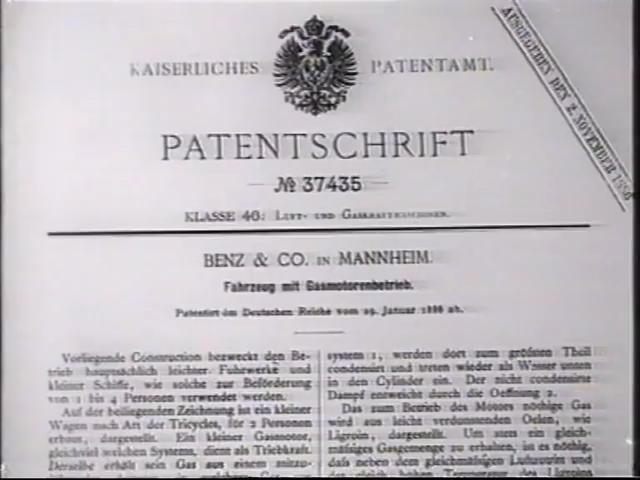 AUSGEGEBEN DEN 2. NOVEMBER 1886
KAISERLICHES PATENTAMT.
PATENTSCHRIFT
— № 37435 —
KLASSE 46: LUFT- UND GASKRAFTMASCHINEN.
BENZ & CO. IN MANNHEIM.
Fahrzeug mit Gasmotorenbetrieb.
Patentirt im Deutschen Reiche vom 29. Januar 1886 ab.
Vorliegende Construction bezweckt den Be-
trieb hauptsächlich leichter Fuhrwerke und
kleiner Schiffe, wie solche zur Beförderung
von 1 bis 4 Personen verwendet werden.
Auf der beiliegenden Zeichnung ist ein kleiner
Wagen nach Art der Tricycles, für 2 Personen
erbaut, dargestellt. Ein kleiner Gasmotor,
gleichviel welchen Systems, dient als Triebkraft.
Derselbe erhält sein Gas aus einem mitzu-
system 1, werden dort zum grössten Theil
condensirt und treten wieder als Wasser unten
in den Cylinder ein. Der nicht condensirte
Dampf entweicht durch die Oeffnung 2.
Das zum Betrieb des Motors nöthige Gas
wird aus leicht verdunstenden Oelen, wie
Ligroin, dargestellt. Um stets ein gleich-
mäßiges Gasgemenge zu erhalten, ist es nöthig,
daß neben dem gleichmäßigen Luftzutritt und